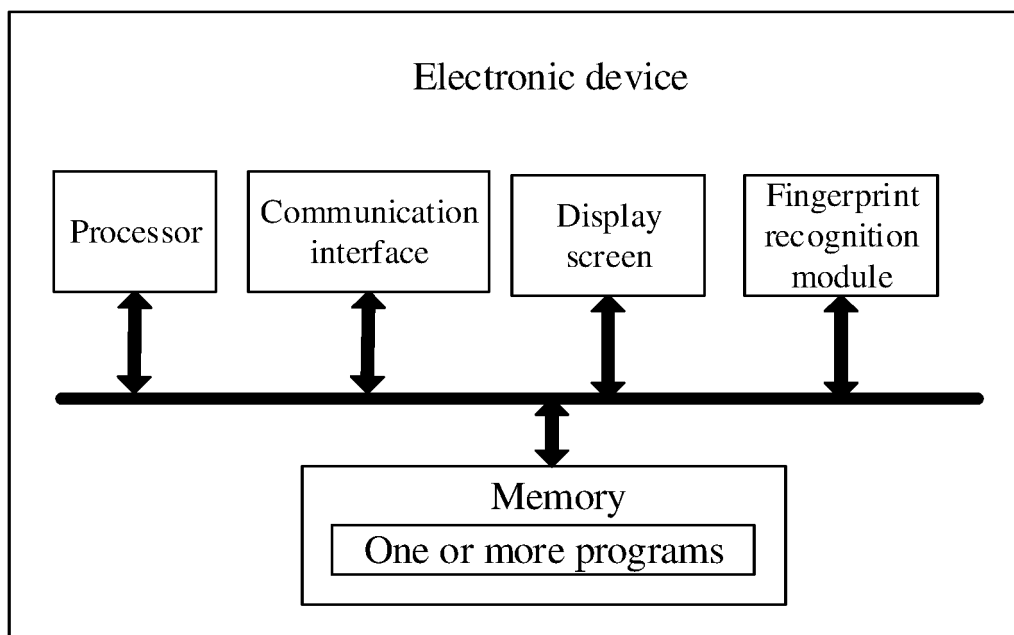 Electronic device
Processor
Communication
interface
Display
screen
Fingerprint
recognition
module
Memory
One or more programs